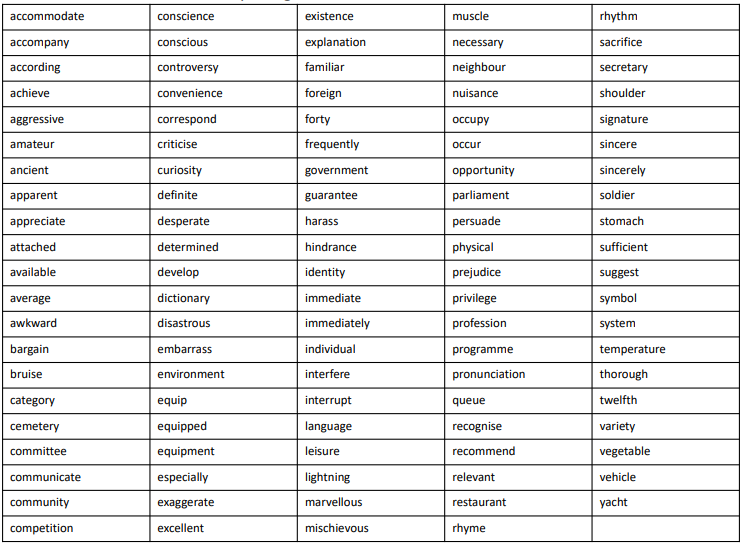 accommodate conscience existence muscle rhythm
accompany conscious explanation necessary sacrifice
according controversy familiar neighbour secretary
achieve convenience foreign nuisance shoulder
aggressive correspond forty occupy signature
amateur criticise frequently occur sincere
ancient curiosity government opportunity sincerely
apparent definite guarantee parliament soldier
appreciate desperate harass persuade stomach
attached determined hindrance physical sufficient
available develop identity prejudice suggest
average dictionary immediate privilege symbol
awkward disastrous immediately profession system
bargain embarrass individual programme temperature
bruise environment interfere pronunciation thorough
category equip interrupt queue twelfth
cemetery equipped language recognise variety
committee equipment leisure recommend vegetable
communicate especially lightning relevant vehicle
community exaggerate marvellous restaurant yacht
competition excellent mischievous rhyme